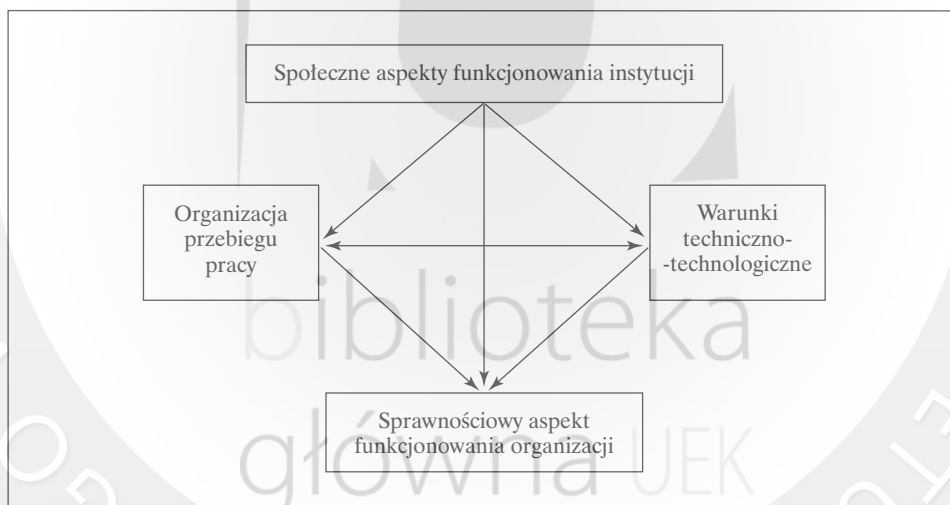 Społeczne aspekty funkcjonowania instytucji
Organizacja
przebiegu
pracy
Warunki
techniczno-
-technologiczne
biblioteka
Sprawnościowy aspekt
funkcjonowania organizacji
główna UEK